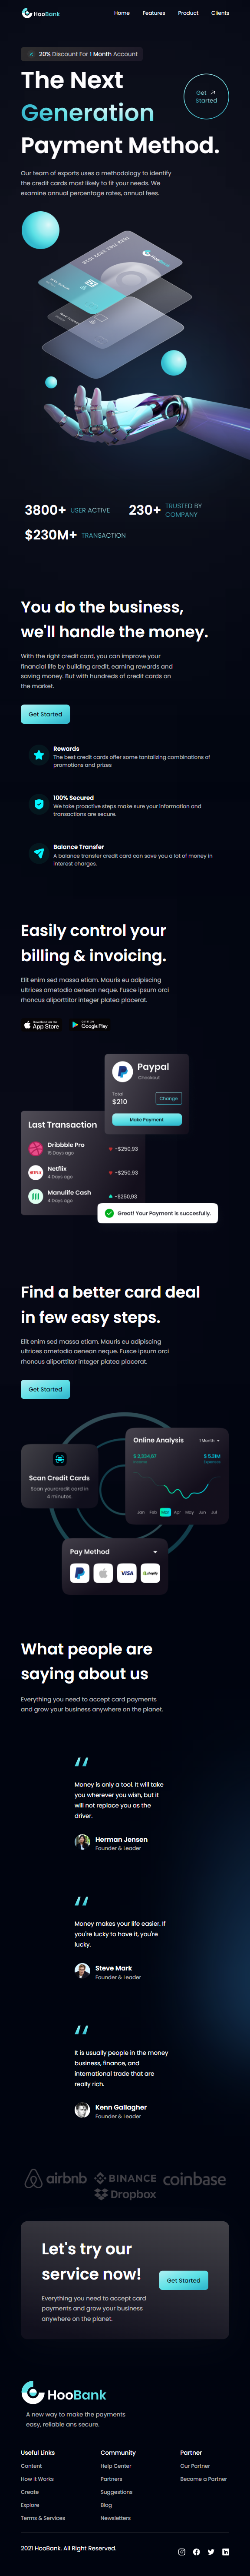 HooBank
Home Features Product Clients
20% Discount For 1 Month Account
The Next
Generation
Payment Method.
Get
Started
Our team of experts uses a methodology to identify
the credit cards most likely to fit your needs. We
examine annual percentage rates, annual fees.
HooBank
3800+ USER ACTIVE
230+ TRUSTED BY
COMPANY
$230M+ TRANSACTION
You do the business,
we'll handle the money.
With the right credit card, you can improve your
financial life by building credit, earning rewards and
saving money. But with hundreds of credit cards on
the market.
Get Started
Rewards
The best credit cards offer some tantalizing combinations of
promotions and prizes
100% Secured
We take proactive steps make sure your information and
transactions are secure.
Balance Transfer
A balance transfer credit card can save you a lot of money in
interest charges.
Easily control your
billing & invoicing.
Elit enim sed massa etiam. Mauris eu adipiscing
ultrices ametodio aenean neque. Fusce ipsum orci
rhoncus aliporttitor integer platea placerat.
Download on the
App Store
GET IT ON
Google Play
Paypal
Checkout
Total
$210
Change
Make Payment
Last Transaction
Dribbble Pro
15 Days ago
-$250,93
NETFLIX
Netflix
4 Days ago
-$250,93
Manulife Cash
4 Days ago
-$250,93
Great! Your Payment is succesfully.
Find a better card deal
in few easy steps.
Elit enim sed massa etiam. Mauris eu adipiscing
ultrices ametodio aenean neque. Fusce ipsum orci
rhoncus aliporttitor integer platea placerat.
Get Started
Online Analysis 1 Month
Jan Feb Mar Apr May Jun Jul
Scan Credit Cards
Scan yourcredit card in
4 minutes.
Pay Method
VISA
shopify
What people are
saying about us
Everything you need to accept card payments
and grow your business anywhere on the planet.
Money is only a tool. It will take
you wherever you wish, but it
will not replace you as the
driver.
Herman Jensen
Founder & Leader
Money makes your life easier. If
you're lucky to have it, you're
lucky.
Steve Mark
Founder & Leader
It is usually people in the money
business, finance, and
international trade that are
really rich.
Kenn Gallagher
Founder & Leader
airbnb BINANCE coinbase
Dropbox
Let's try our
service now!
Everything you need to accept card
payments and grow your business
anywhere on the planet.
Get Started
HooBank
A new way to make the payments
easy, reliable ans secure.
Useful Links
Content
How it Works
Create
Explore
Terms & Services
Community
Help Center
Partners
Suggestions
Blog
Newsletters
Partner
Our Partner
Become a Partner
2021 HooBank. All Right Reserved.